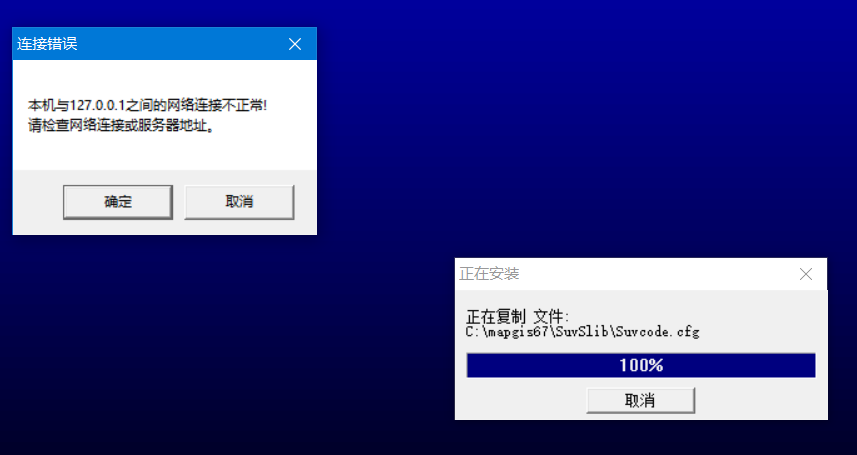 连接错误
本机与127.0.0.1之间的网络连接不正常!
请检查网络连接或服务器地址。
确定
取消
正在安装
正在复制 文件:
C:\mapgis67\SuvSlib\Suvcode.cfg
100%
取消